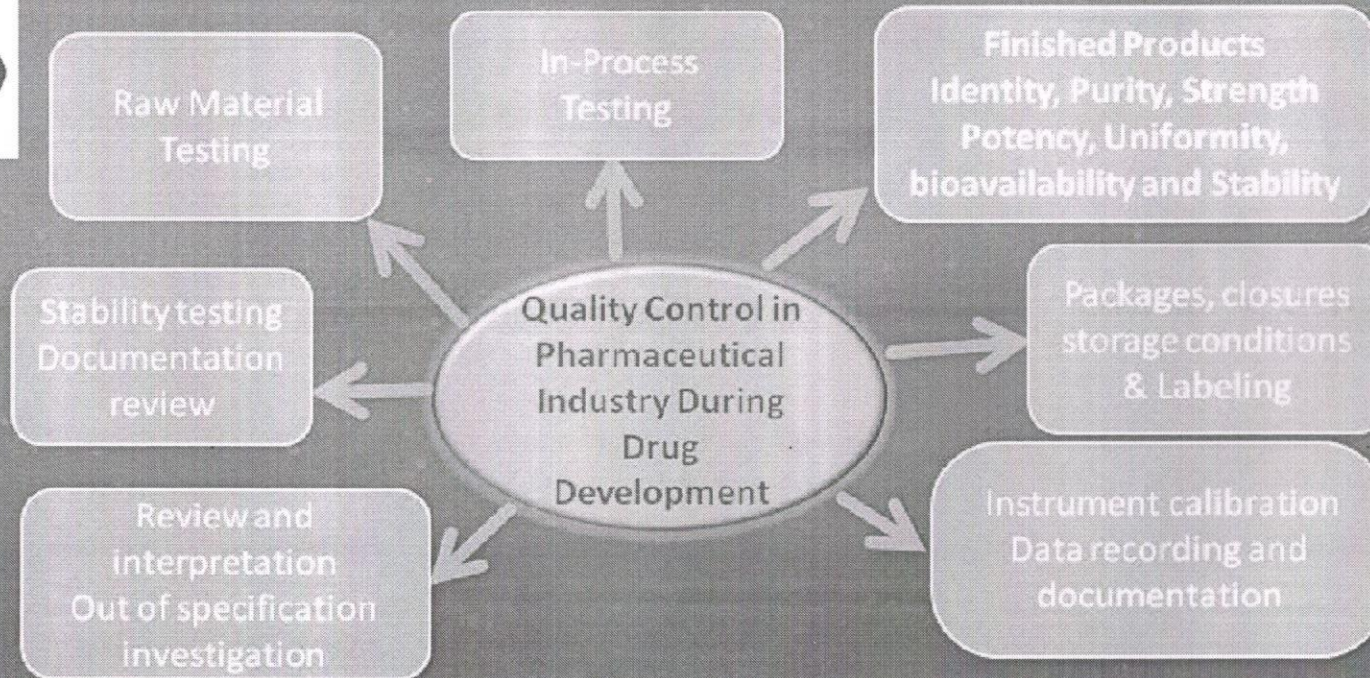 Raw Material
Testing
In-Process
Testing
Finished Products
Identity, Purity, Strength
Potency, Uniformity,
bioavailability and Stability
Stability testing
Documentation
review
Quality Control in
Pharmaceutical
Industry During
Drug
Development
Packages, closures
storage conditions
& Labeling
Review and
interpretation
Out of specification
investigation
Instrument calibration
Data recording and
documentation